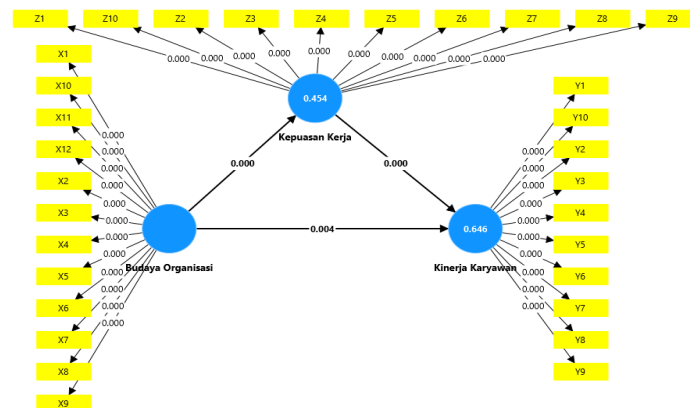 Z1 Z10 Z2 Z3 Z4 Z5 Z6 Z7 Z8 Z9
0.000 0.000 0.000 0.000 0.000 0.000 0.000 0.000 0.000 0.000
0.454
Kepuasan Kerja
X1
X10
X11
X12
X2
X3
X4
X5
X6
X7
X8
X9
0.000
0.000
0.000
0.000
0.000
0.000
0.000
0.000
0.000
0.000
0.000
0.000
Budaya Organisasi
0.000
0.000
0.004
0.646
Kinerja Karyawan
0.000
0.000
0.000
0.000
0.000
0.000
0.000
0.000
0.000
0.000
Y1
Y10
Y2
Y3
Y4
Y5
Y6
Y7
Y8
Y9